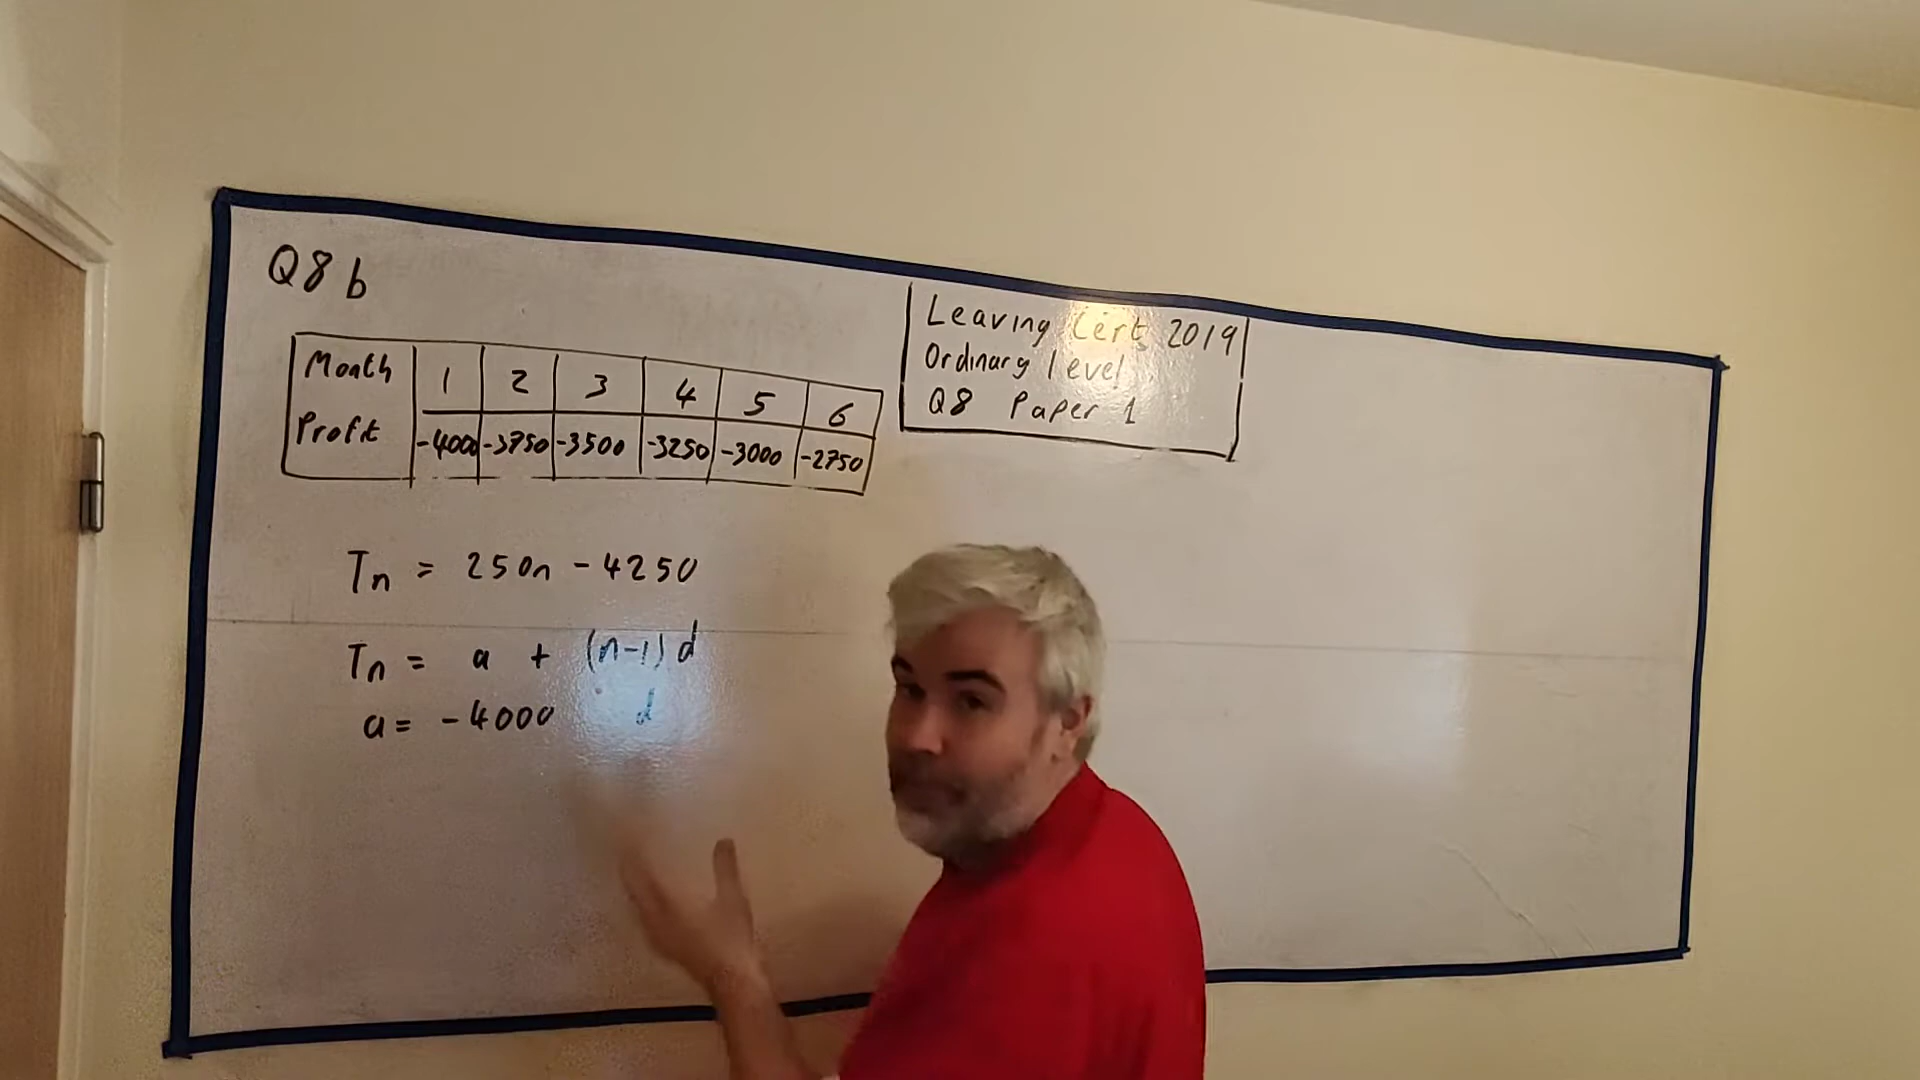 Q8 b
Month 1 2 3 4 5 6
Profit -4000 -3750 -3500 -3250 -3000 -2750
Leaving Cert 2019
Ordinary level
Q8 Paper 1
Tn = 250n - 4250
Tn = a + (n-1) d
a = -4000 d